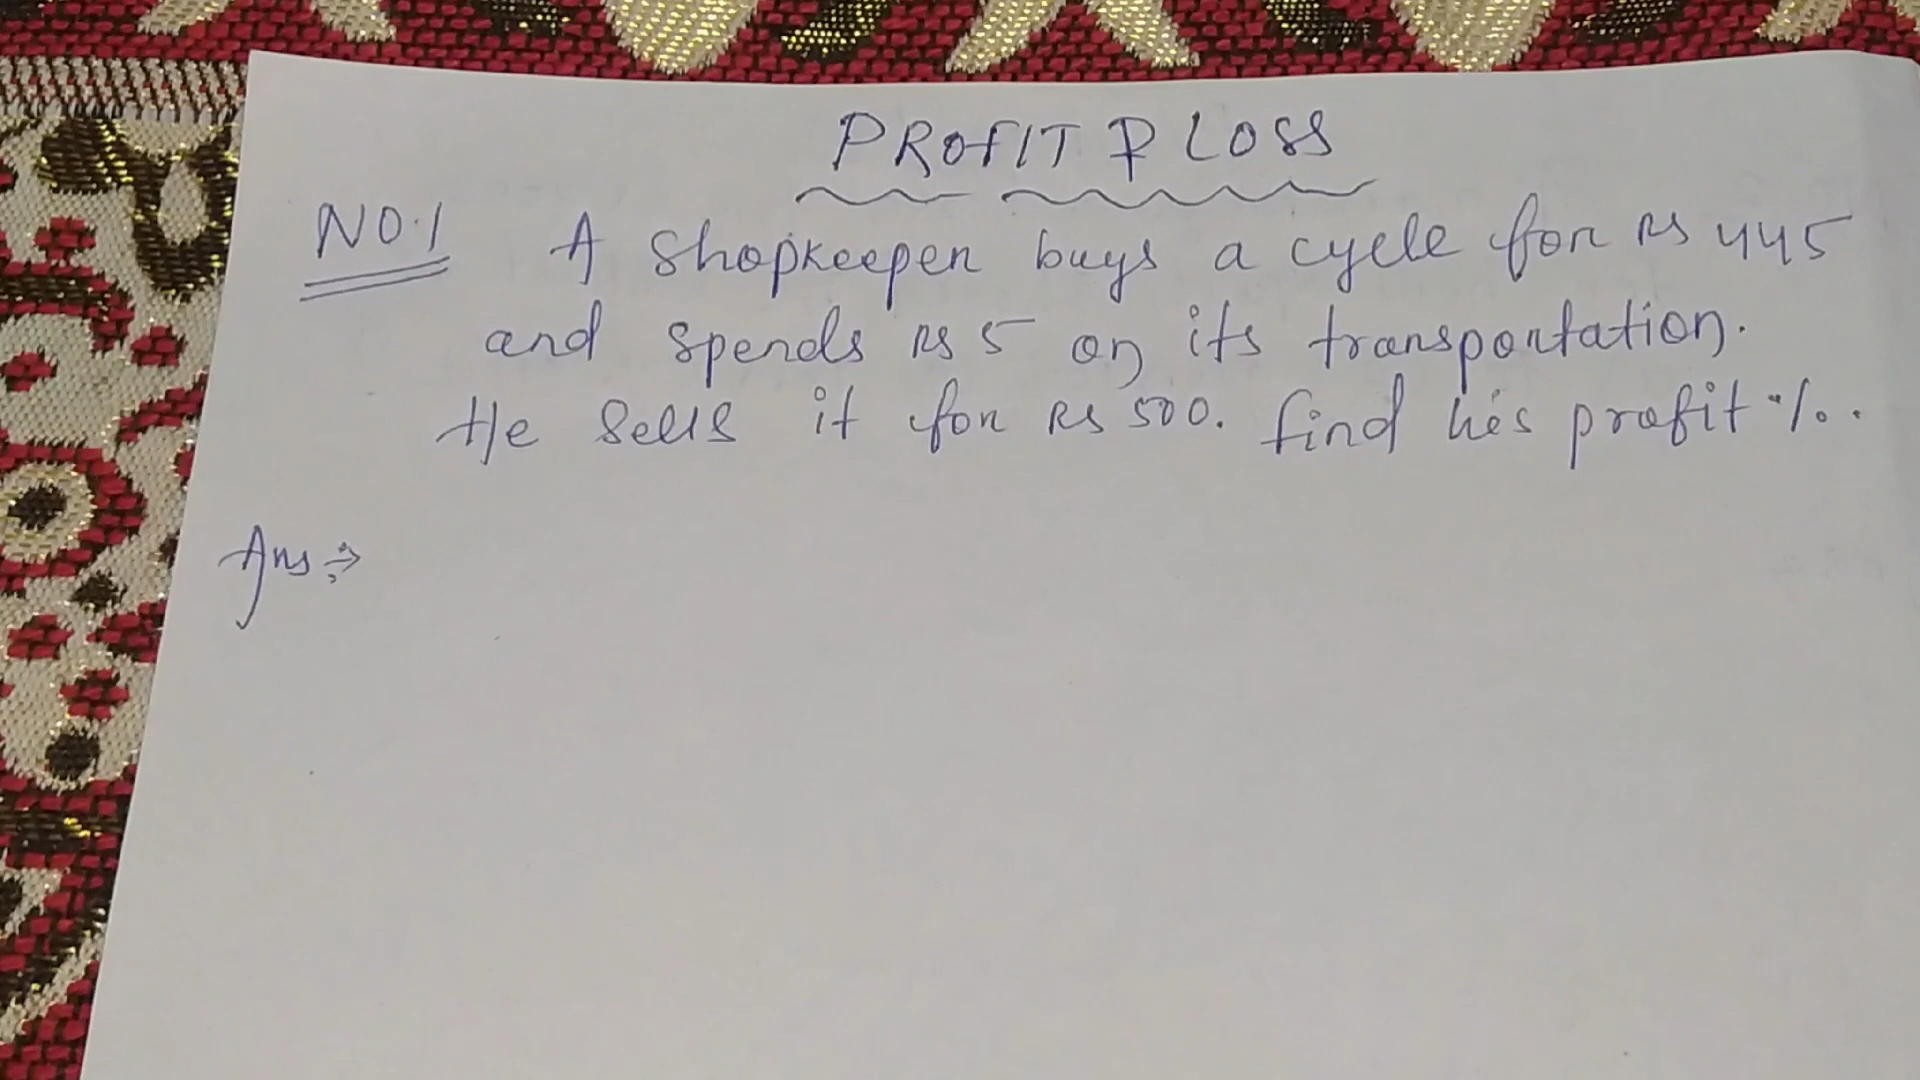 PROFIT & LOSS
NO.1 A shopkeeper buys a cycle for Rs 445
and spends Rs 5 on its transportation.
He sells it for Rs 500. find his profit %.
Ans :→